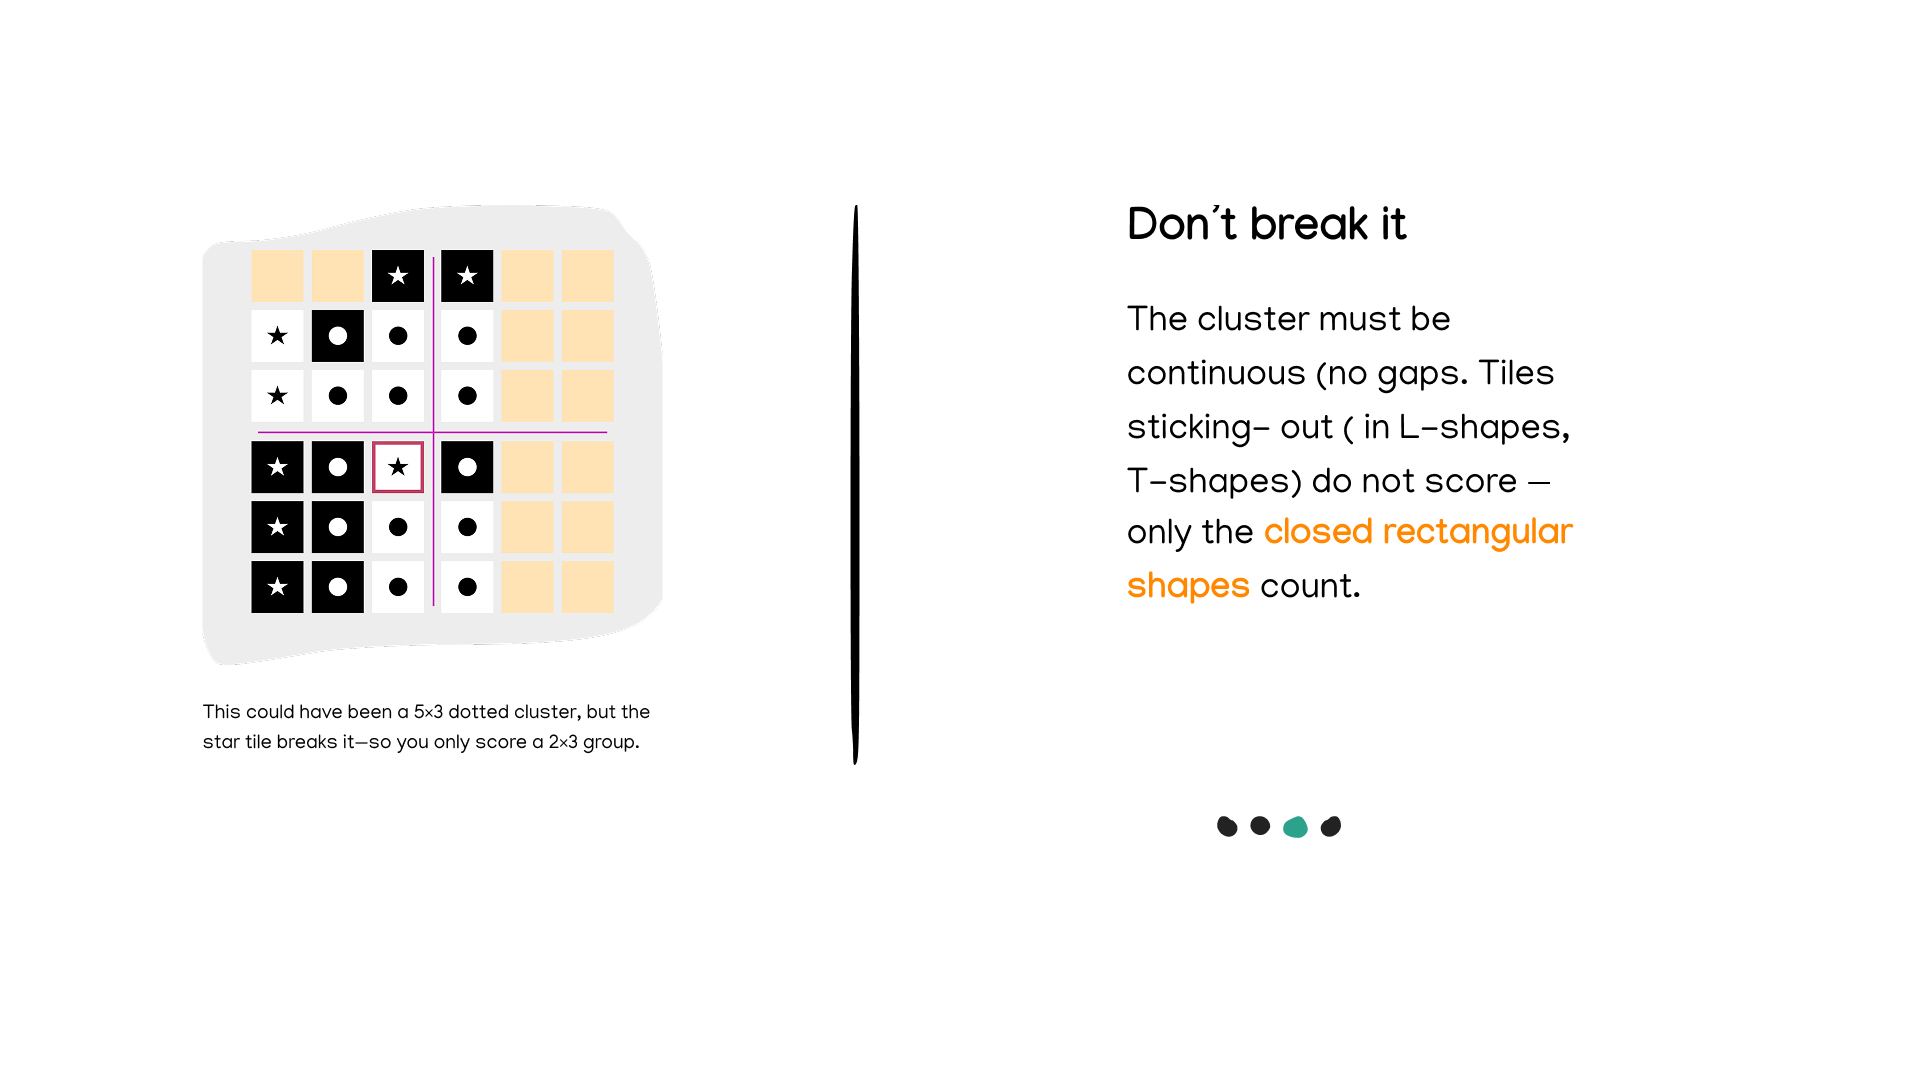 This could have been a 5×3 dotted cluster, but the
star tile breaks it—so you only score a 2×3 group.
Don’t break it
The cluster must be
continuous (no gaps. Tiles
sticking- out ( in L-shapes,
T-shapes) do not score —
only the closed rectangular
shapes count.